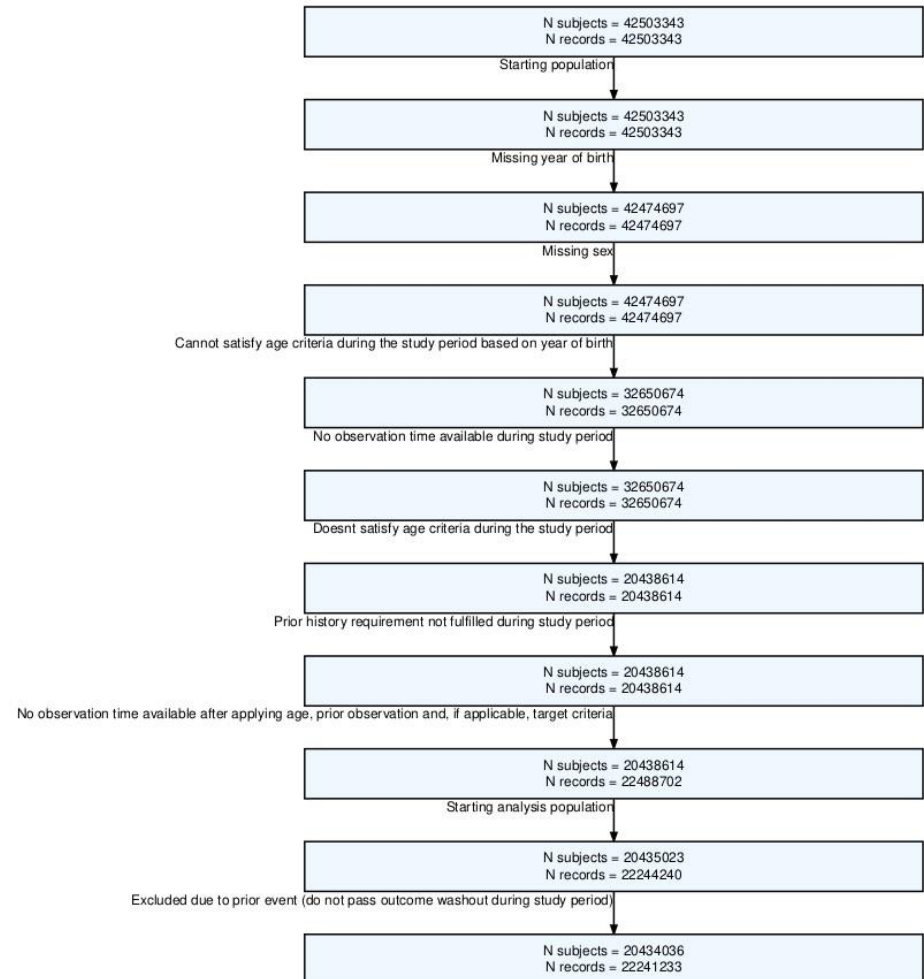 N subjects = 42503343
N records = 42503343
Starting population
N subjects = 42503343
N records = 42503343
Missing year of birth
N subjects = 42474697
N records = 42474697
Missing sex
N subjects = 42474697
N records = 42474697
Cannot satisfy age criteria during the study period based on year of birth
N subjects = 32650674
N records = 32650674
No observation time available during study period
N subjects = 32650674
N records = 32650674
Doesnt satisfy age criteria during the study period
N subjects = 20438614
N records = 20438614
Prior history requirement not fulfilled during study period
N subjects = 20438614
N records = 20438614
No observation time available after applying age, prior observation and, if applicable, target criteria
N subjects = 20438614
N records = 22488702
Starting analysis population
N subjects = 20435023
N records = 22244240
Excluded due to prior event (do not pass outcome washout during study period)
N subjects = 20434036
N records = 22241233